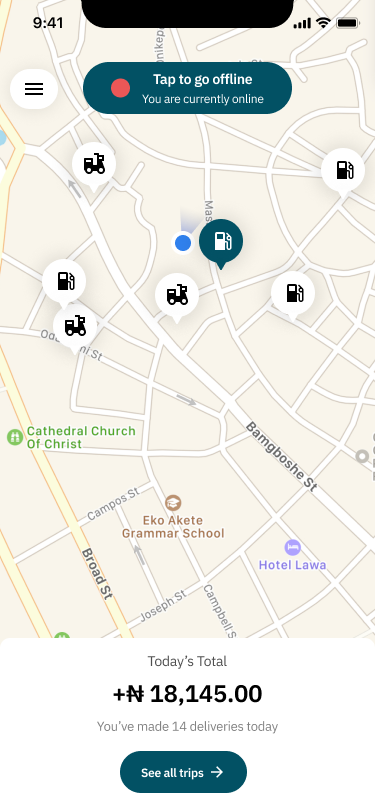 9:41
Tap to go offline
You are currently online
Cathedral Church
Of Christ
Bamgboshe St
Campos St
Eko Akete
Grammar School
Hotel Lawa
Broad St
Joseph St
Campbell S
Today's Total
+₦ 18,145.00
You've made 14 deliveries today
See all trips